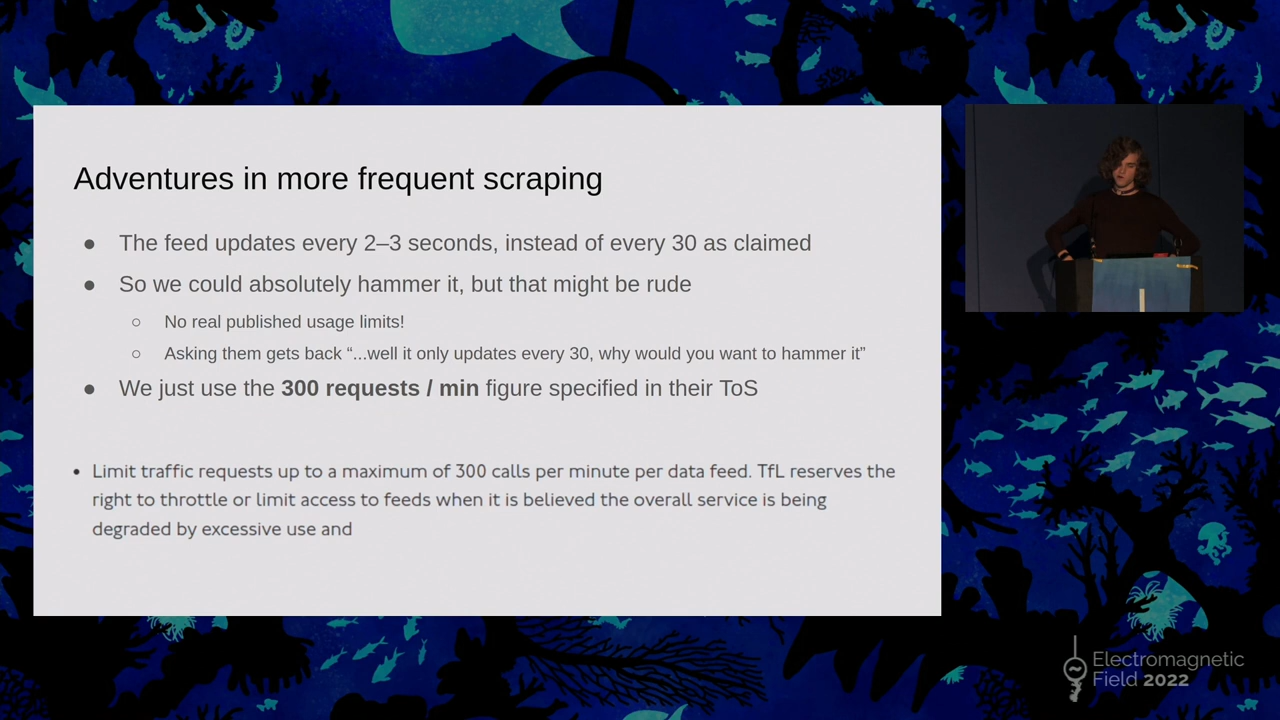 Adventures in more frequent scraping
● The feed updates every 2–3 seconds, instead of every 30 as claimed
● So we could absolutely hammer it, but that might be rude
○ No real published usage limits!
○ Asking them gets back “...well it only updates every 30, why would you want to hammer it”
● We just use the 300 requests / min figure specified in their ToS
• Limit traffic requests up to a maximum of 300 calls per minute per data feed. TfL reserves the
right to throttle or limit access to feeds when it is believed the overall service is being
degraded by excessive use and
Electromagnetic
Field 2022